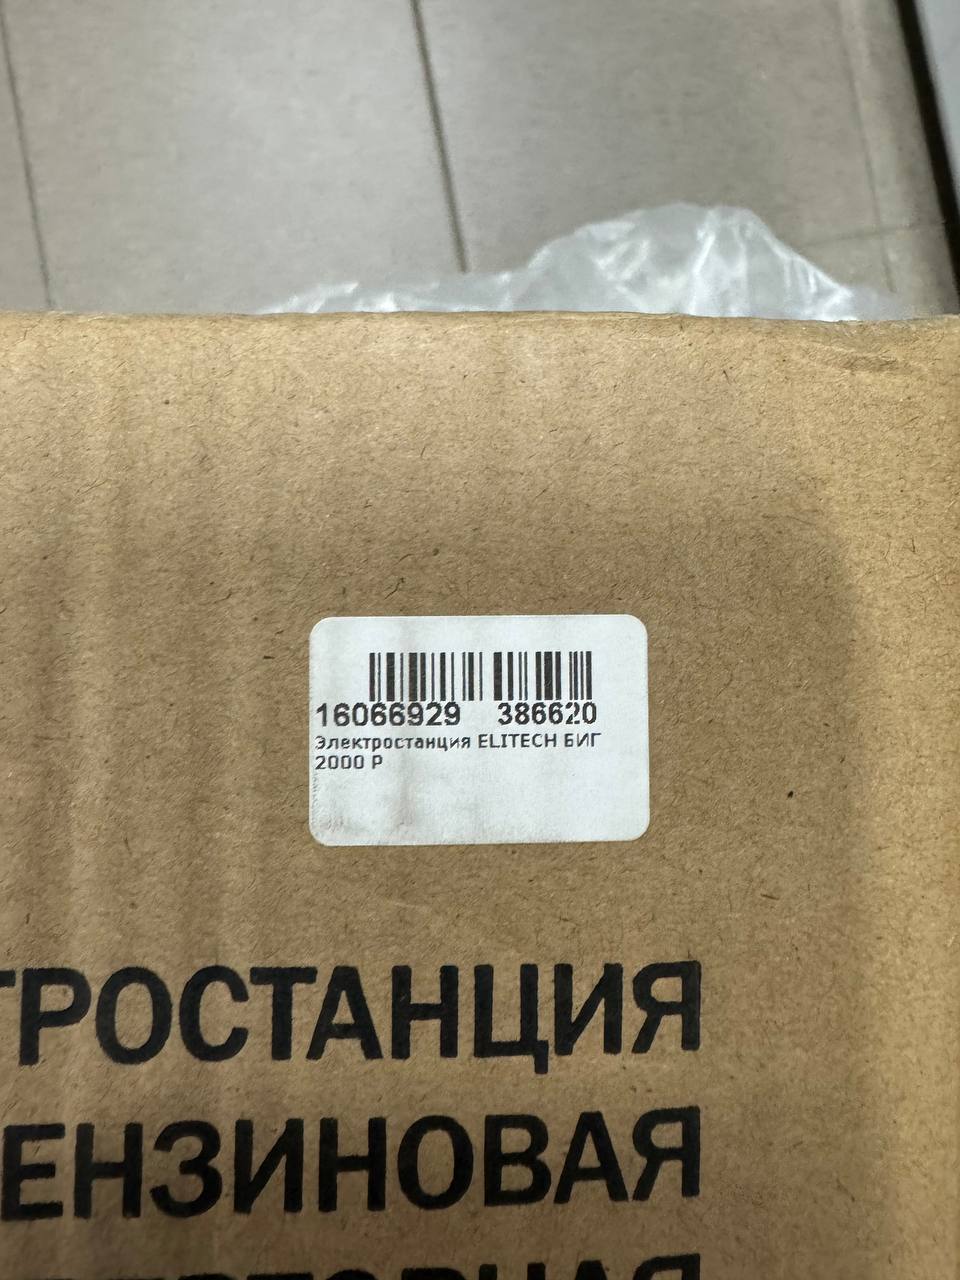 16066929 386620
Электростанция ELITECH БИГ
2000 Р
ТРОСТАНЦИЯ
ЕНЗИНОВАЯ